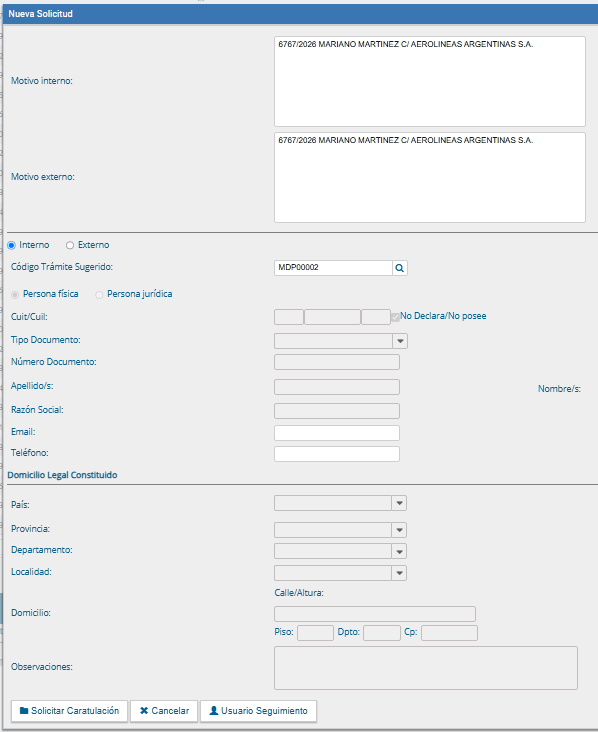 Nueva Solicitud
Motivo interno:
6767/2026 MARIANO MARTINEZ C/ AEROLINEAS ARGENTINAS S.A.
Motivo externo:
6767/2026 MARIANO MARTINEZ C/ AEROLINEAS ARGENTINAS S.A.
Interno Externo
Código Trámite Sugerido: MDP00002
Persona física Persona jurídica
Cuit/Cuil: No Declara/No posee
Tipo Documento:
Número Documento:
Apellido/s: Nombre/s:
Razón Social:
Email:
Teléfono:
Domicilio Legal Constituido
País:
Provincia:
Departamento:
Localidad:
Calle/Altura:
Domicilio:
Piso: Dpto: Cp:
Observaciones:
Solicitar Caratulación Cancelar Usuario Seguimiento